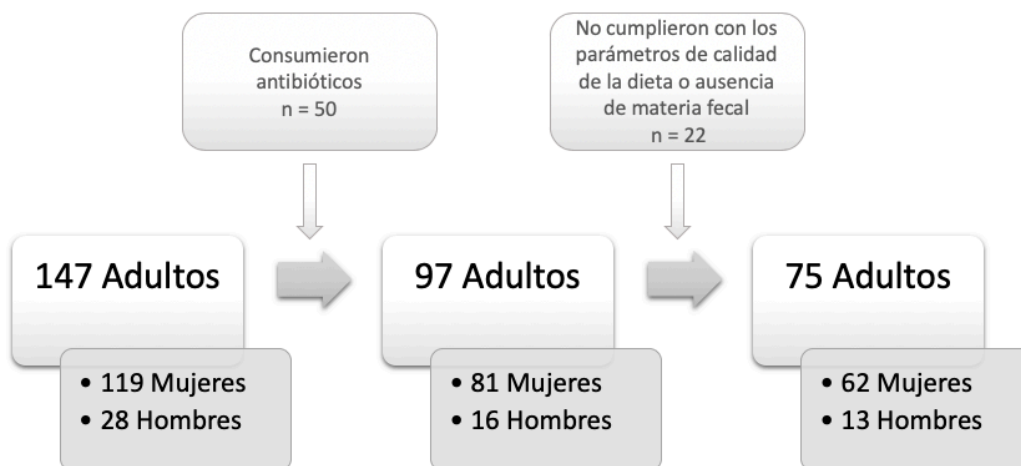 Consumieron
antibióticos
n = 50
No cumplieron con los
parámetros de calidad
de la dieta o ausencia
de materia fecal
n = 22
147 Adultos
• 119 Mujeres
• 28 Hombres
97 Adultos
• 81 Mujeres
• 16 Hombres
75 Adultos
• 62 Mujeres
• 13 Hombres